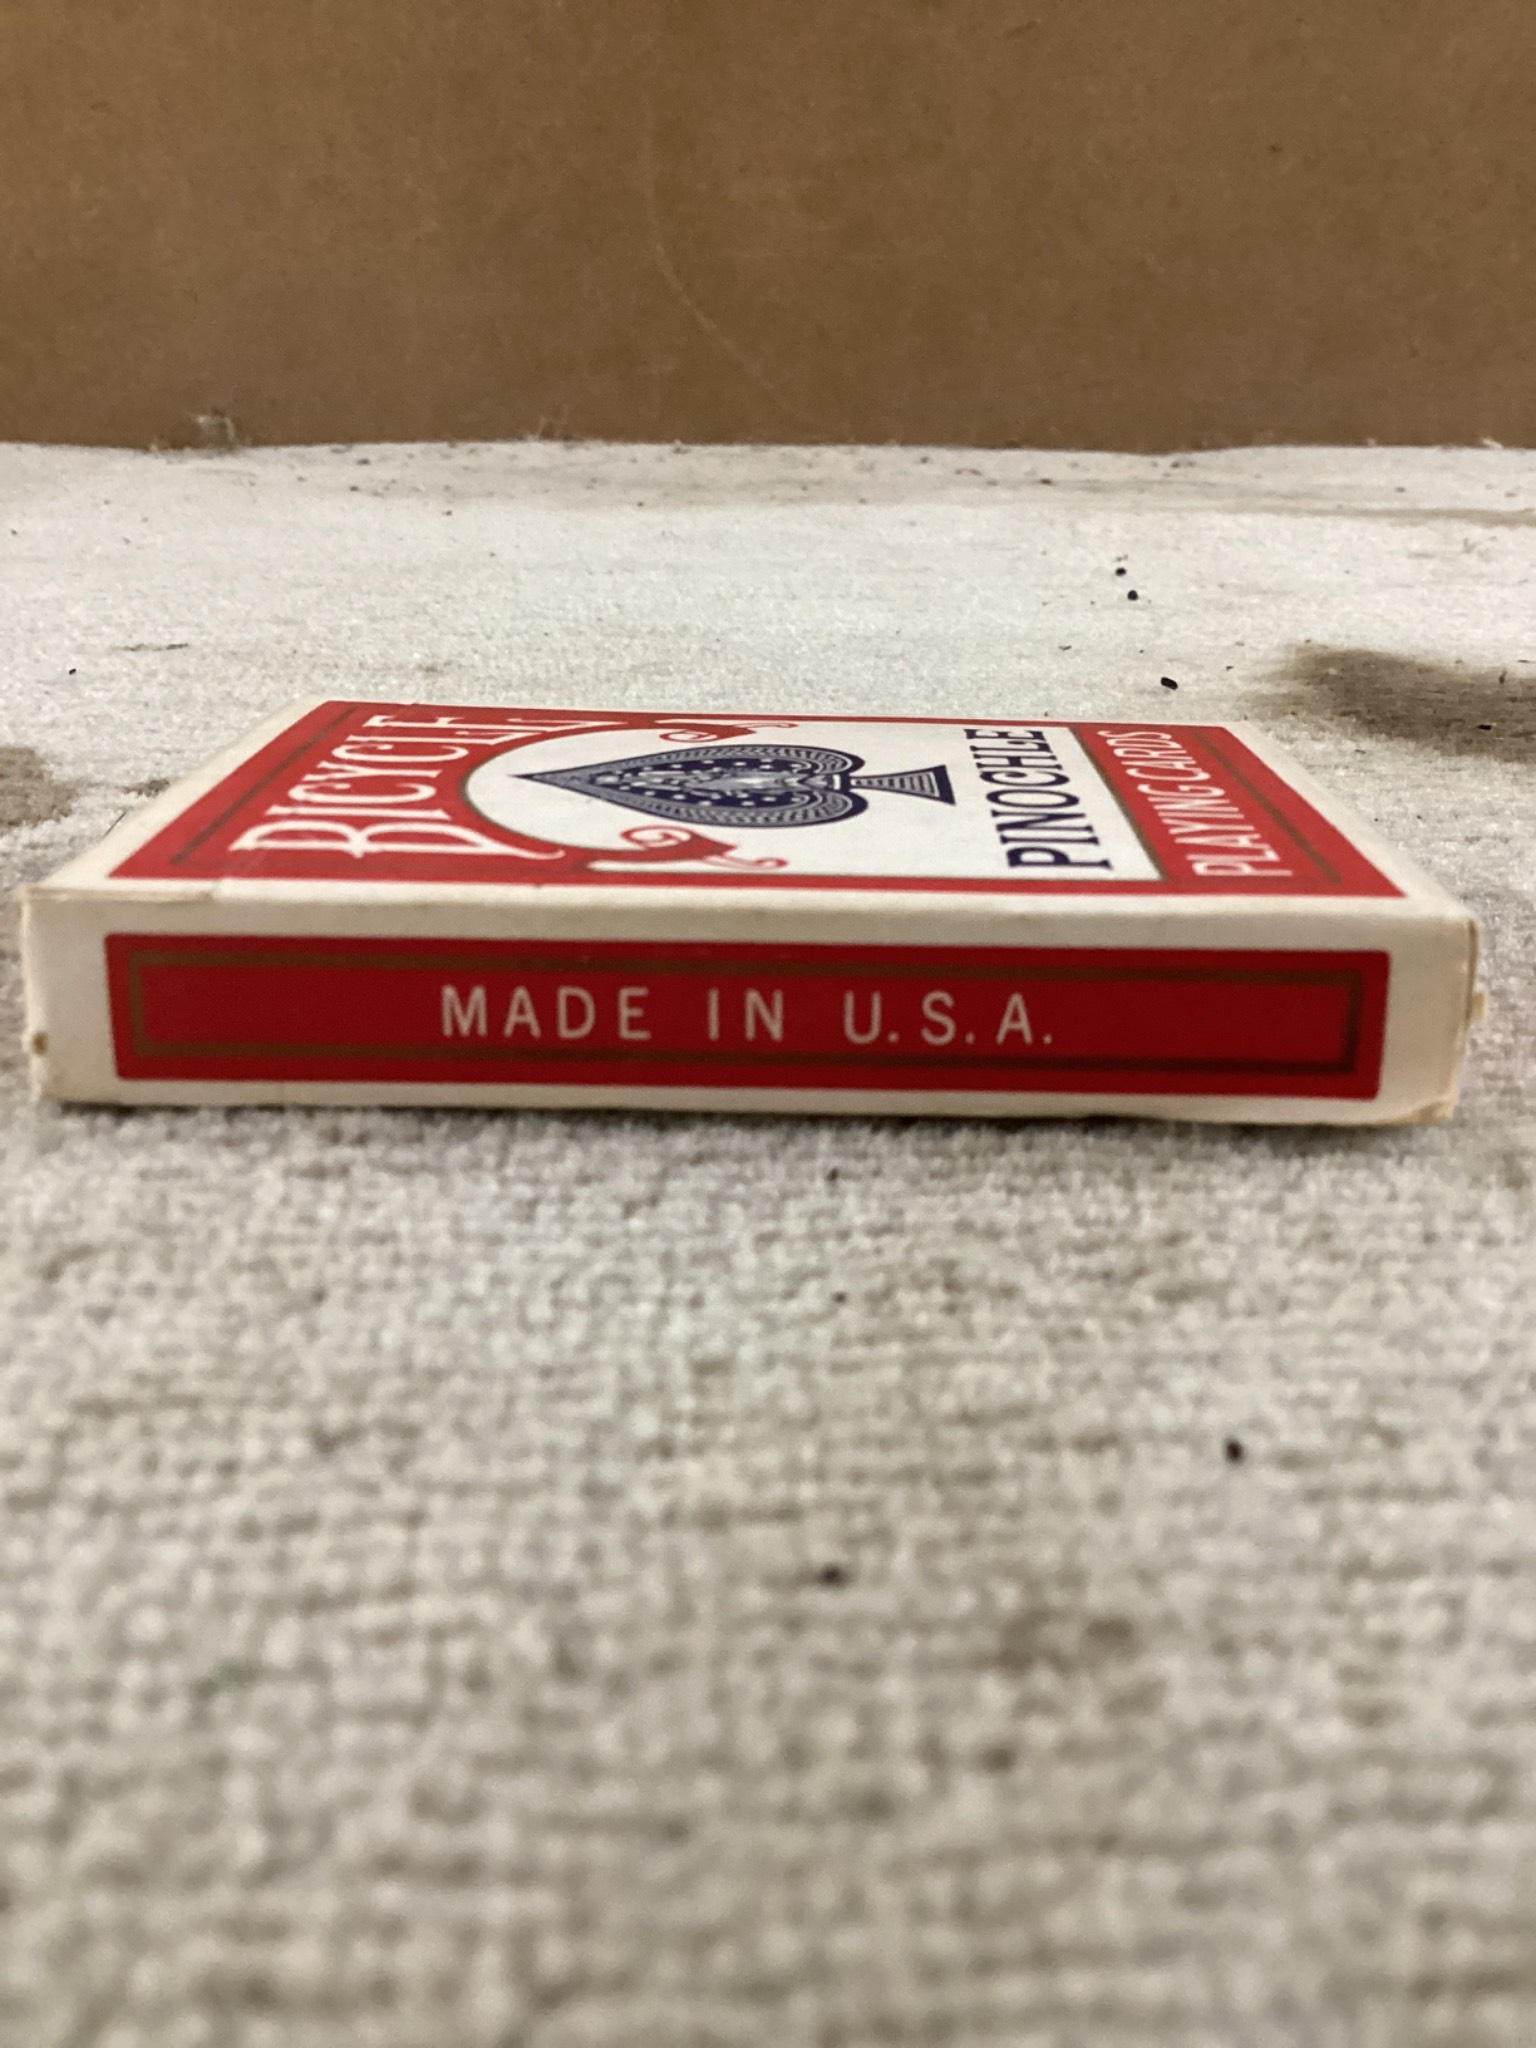 BICYCLE
PINOCHLE
PLAYING CARDS
MADE IN U.S.A.